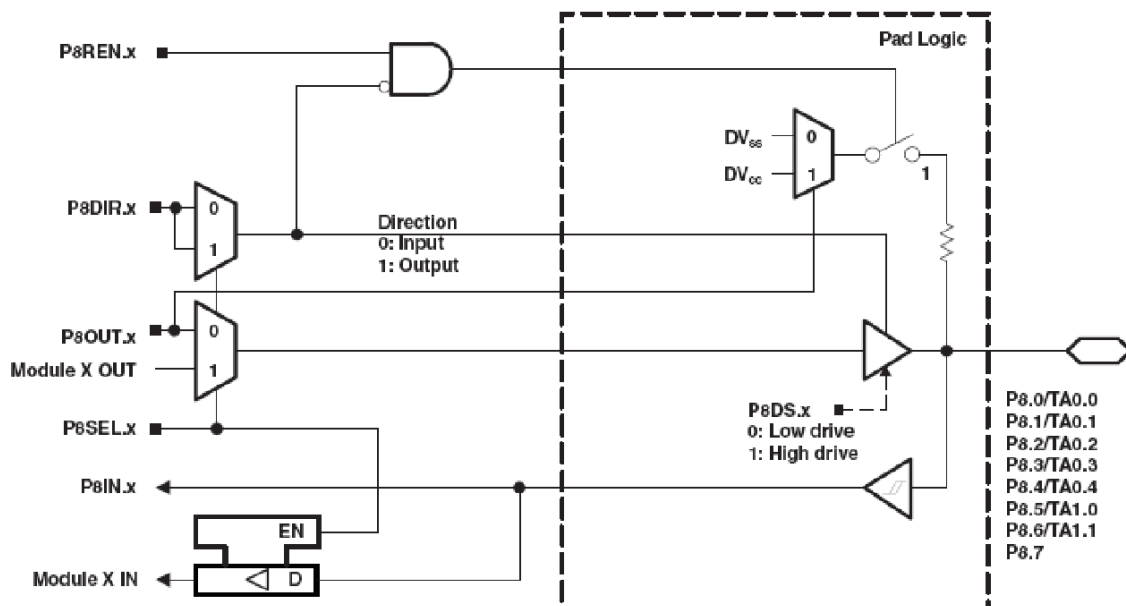 Pad Logic
P8REN.x
DVss
0
DVcc
1
1
P8DIR.x
0
1
Direction
0: Input
1: Output
P8OUT.x
0
Module X OUT
1
P8DS.x
0: Low drive
1: High drive
P8SEL.x
P8IN.x
EN
Module X IN
D
P8.0/TA0.0
P8.1/TA0.1
P8.2/TA0.2
P8.3/TA0.3
P8.4/TA0.4
P8.5/TA1.0
P8.6/TA1.1
P8.7